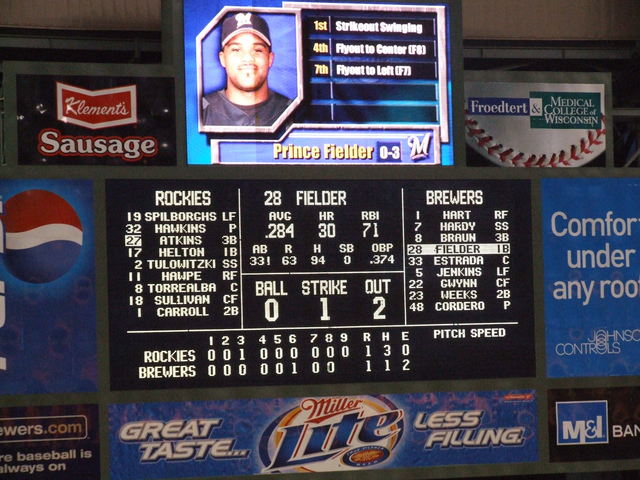 1st Strikeout Swinging
4th Flyout to Center (F8)
7th Flyout to Left (F7)
Prince Fielder 0-3 M
Klement's
Sausage
Froedtert & MEDICAL COLLEGE of WISCONSIN
ROCKIES
19 SPILBORGHS LF
32 HAWKINS P
27 ATKINS 3B
17 HELTON 1B
2 TULOWITZKI SS
11 HAWPE RF
8 TORREALBA C
18 SULLIVAN CF
1 CARROLL 2B
28 FIELDER
AVG HR RBI
.284 30 71
AB R H SB OBP
331 63 94 0 .374
BALL STRIKE OUT
0 1 2
BREWERS
1 HART RF
7 HARDY SS
8 BRAUN 3B
28 FIELDER 1B
33 ESTRADA C
5 JENKINS LF
22 GWYNN CF
23 WEEKS 2B
48 CORDERO P
1 2 3 4 5 6 7 8 9 R H E
ROCKIES 0 0 1 0 0 0 0 0 0 1 3 0
BREWERS 0 0 0 0 0 1 0 0 1 1 2
PITCH SPEED
Comfor
under
any roo
JOHNSO
CONTROLS
ewers.com
re baseball is
always on
GREAT TASTE...
Miller
Lite
LESS FILLING.
M&I BAN